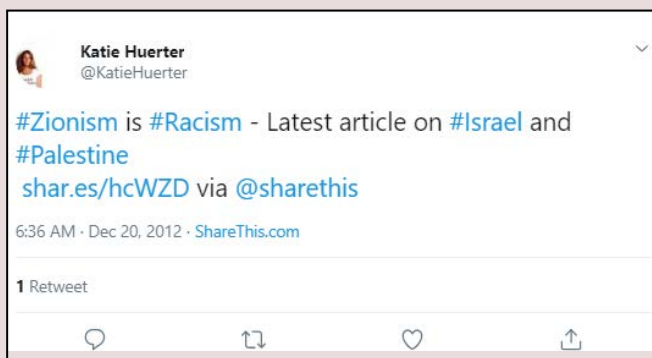 Katie Huerter
@KatieHuerter
#Zionism is #Racism - Latest article on #Israel and
#Palestine
shar.es/hcWZD via @sharethis
6:36 AM · Dec 20, 2012 · ShareThis.com
1 Retweet